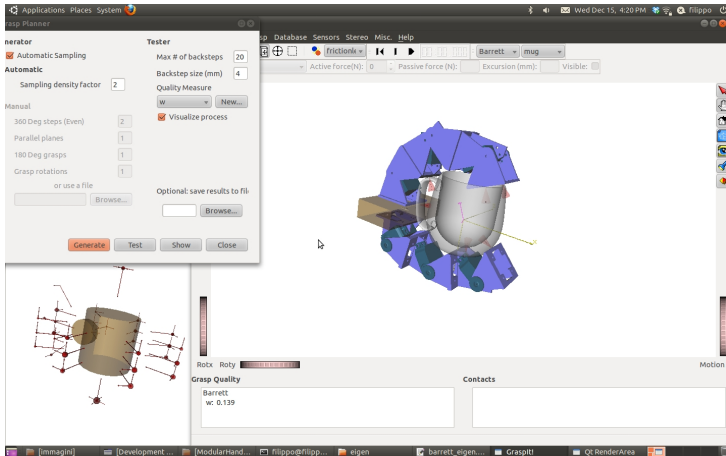 Applications Places System
Wed Dec 15, 4:20 PM
filippo
rasp Planner
nerator
Tester
Automatic Sampling
Max # of backsteps 20
Automatic
Backstep size (mm) 4
Sampling density factor 2
Quality Measure
w New...
Manual
Visualize process
360 Deg steps (Even) 2
Parallel planes 1
180 Deg grasps 1
Grasp rotations 1
or use a file
Optional: save results to fil
Browse...
Browse...
Generate Test Show Close
sp Database Sensors Stereo Misc. Help
Barrett mug
Active force(N): 0 Passive force (N): Excursion (mm): Visible:
Rotx Roty
Motion
Grasp Quality
Contacts
Barrett
w: 0.139
[Immagini] [Development ... [ModularHand... filippo@filipp... eigen barrett_eigen.... GraspIt! Qt RenderArea